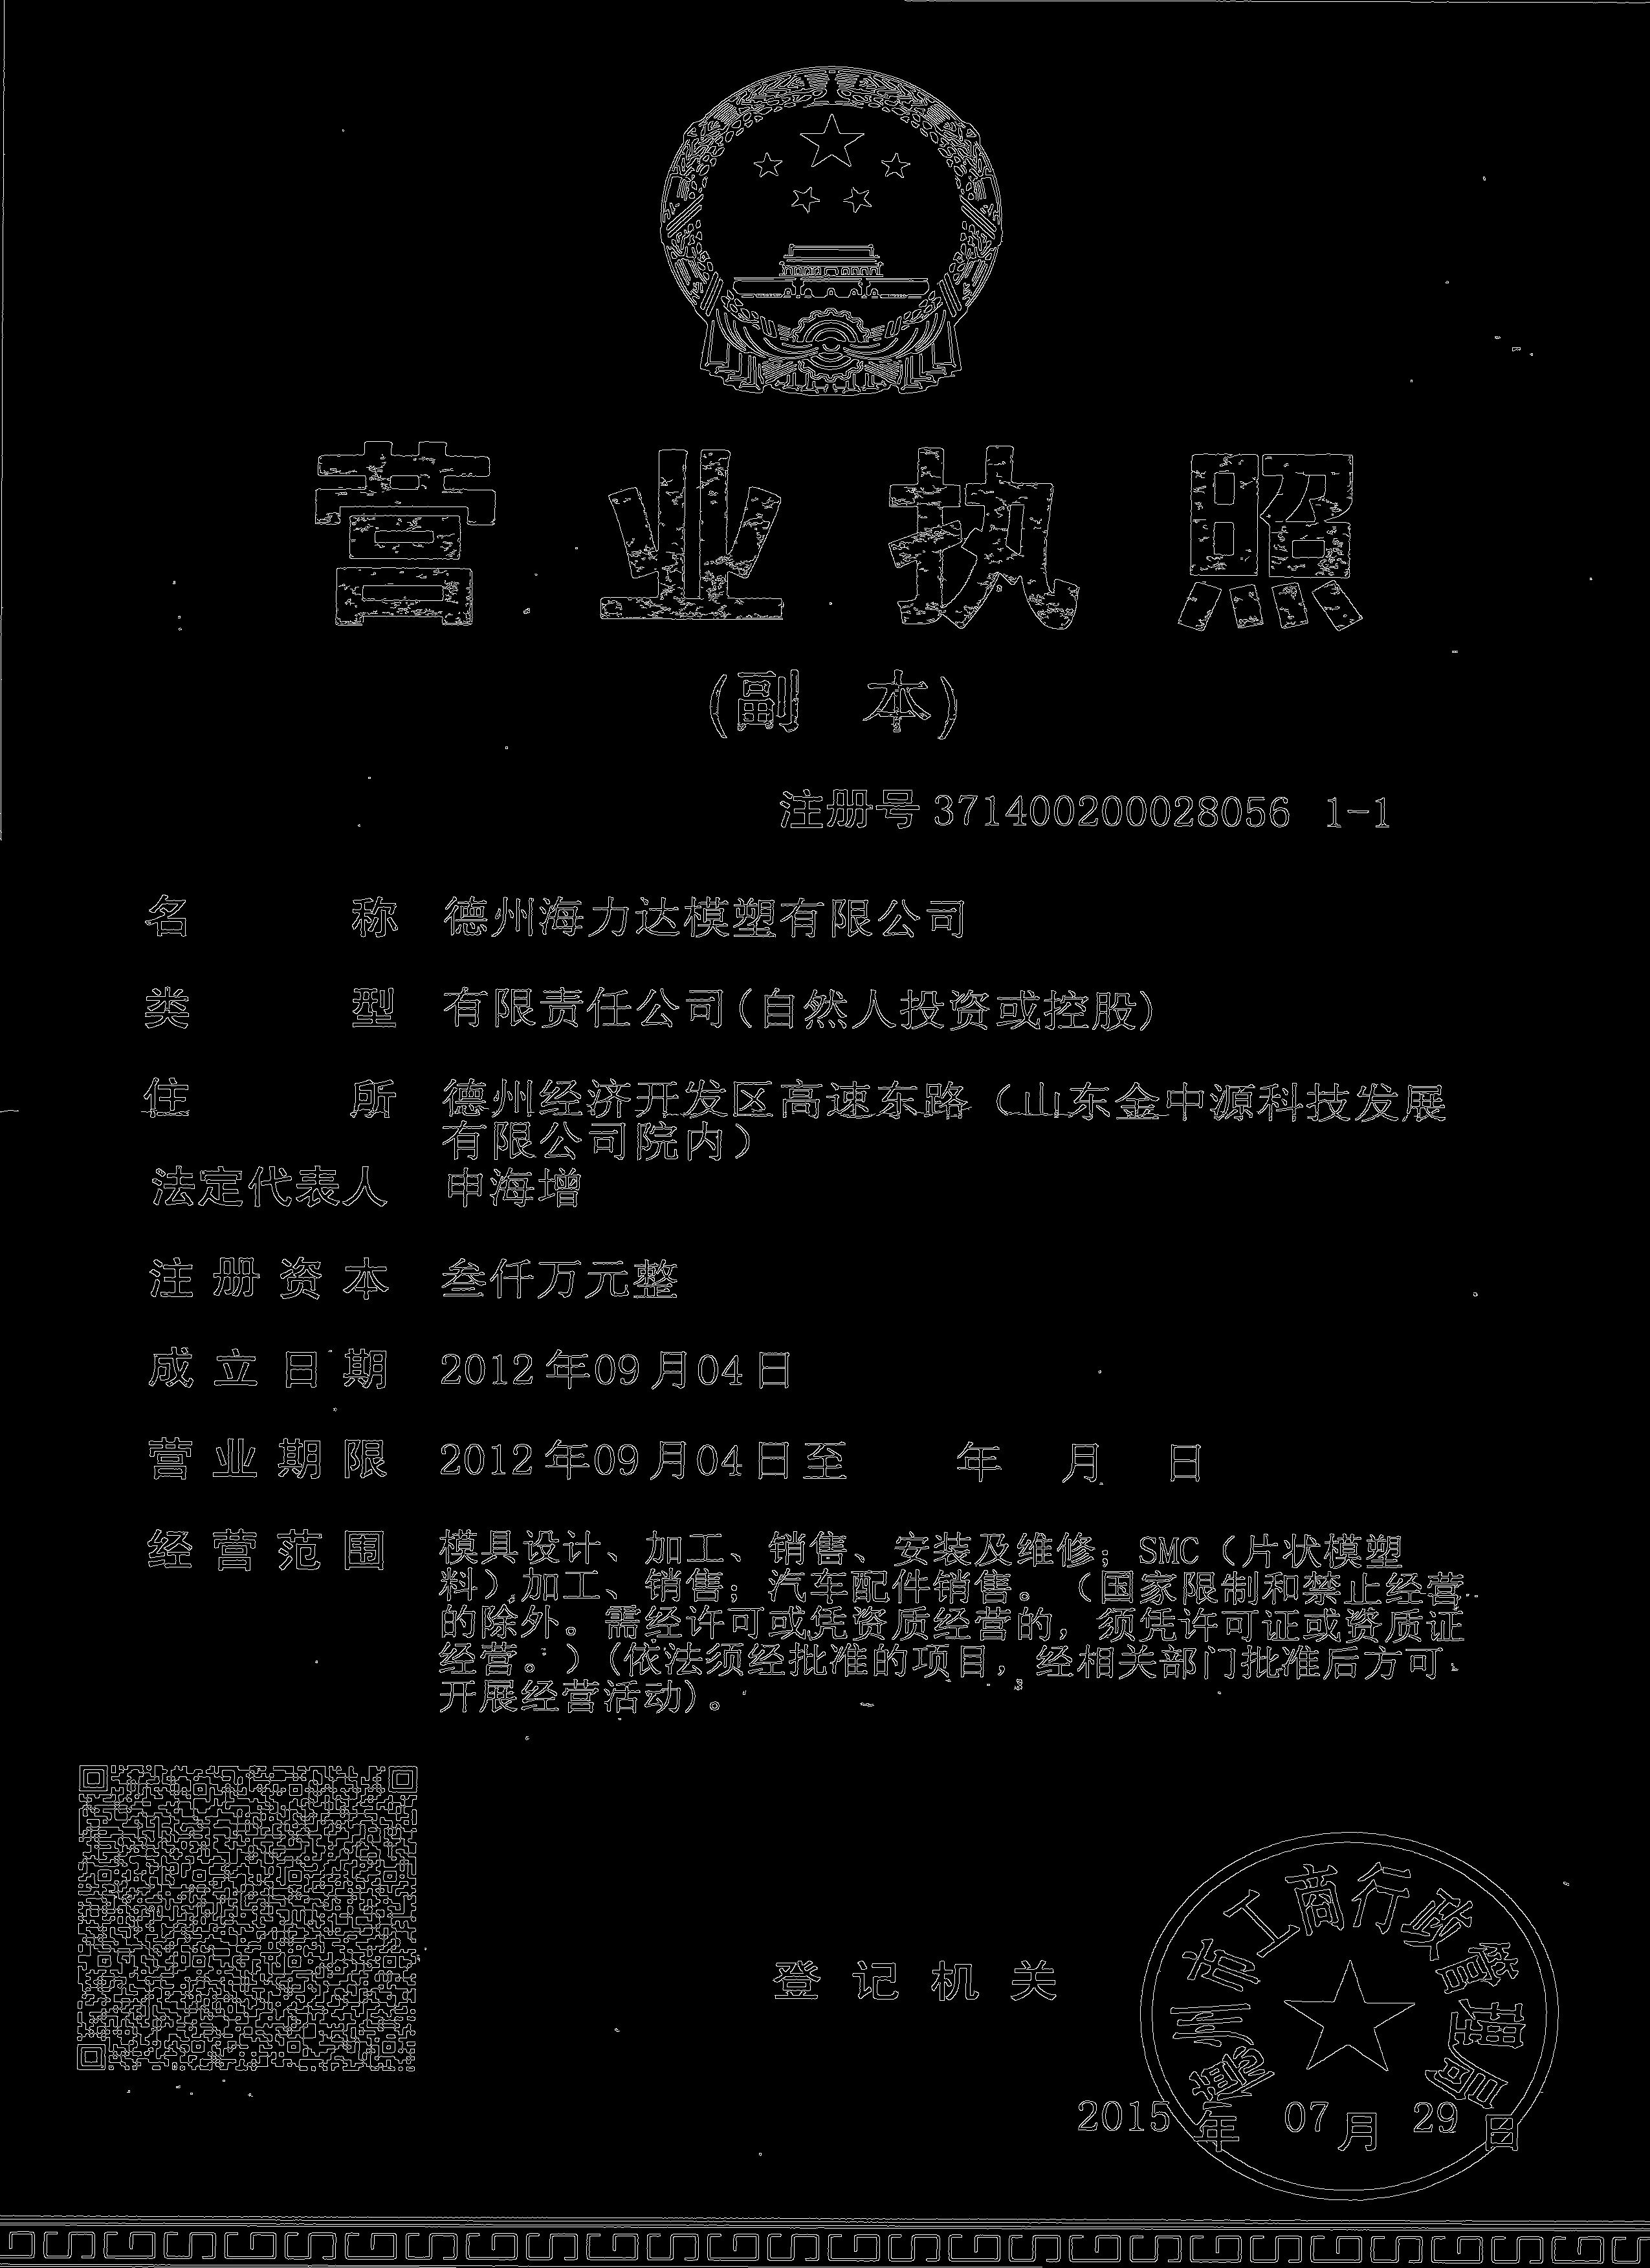 营业执照
(副 本)
注册号 371400200028056 1-1
名 称 德州海力达模塑有限公司
类 型 有限责任公司(自然人投资或控股)
住 所 德州经济开发区高速东路（山东金中源科技发展
有限公司院内）
法定代表人 申海增
注册资本 叁仟万元整
成立日期 2012年09月04日
营业期限 2012年09月04日至 年 月 日
经营范围 模具设计、加工、销售、安装及维修; SMC（片状模塑
料）加工、销售; 汽车配件销售。（国家限制和禁止经营
的除外。需经许可或凭资质经营的, 须凭许可证或资质证
经营。）(依法须经批准的项目, 经相关部门批准后方可
开展经营活动)。
德州市工商行政管理局
登记机关
2015年 07月 29日